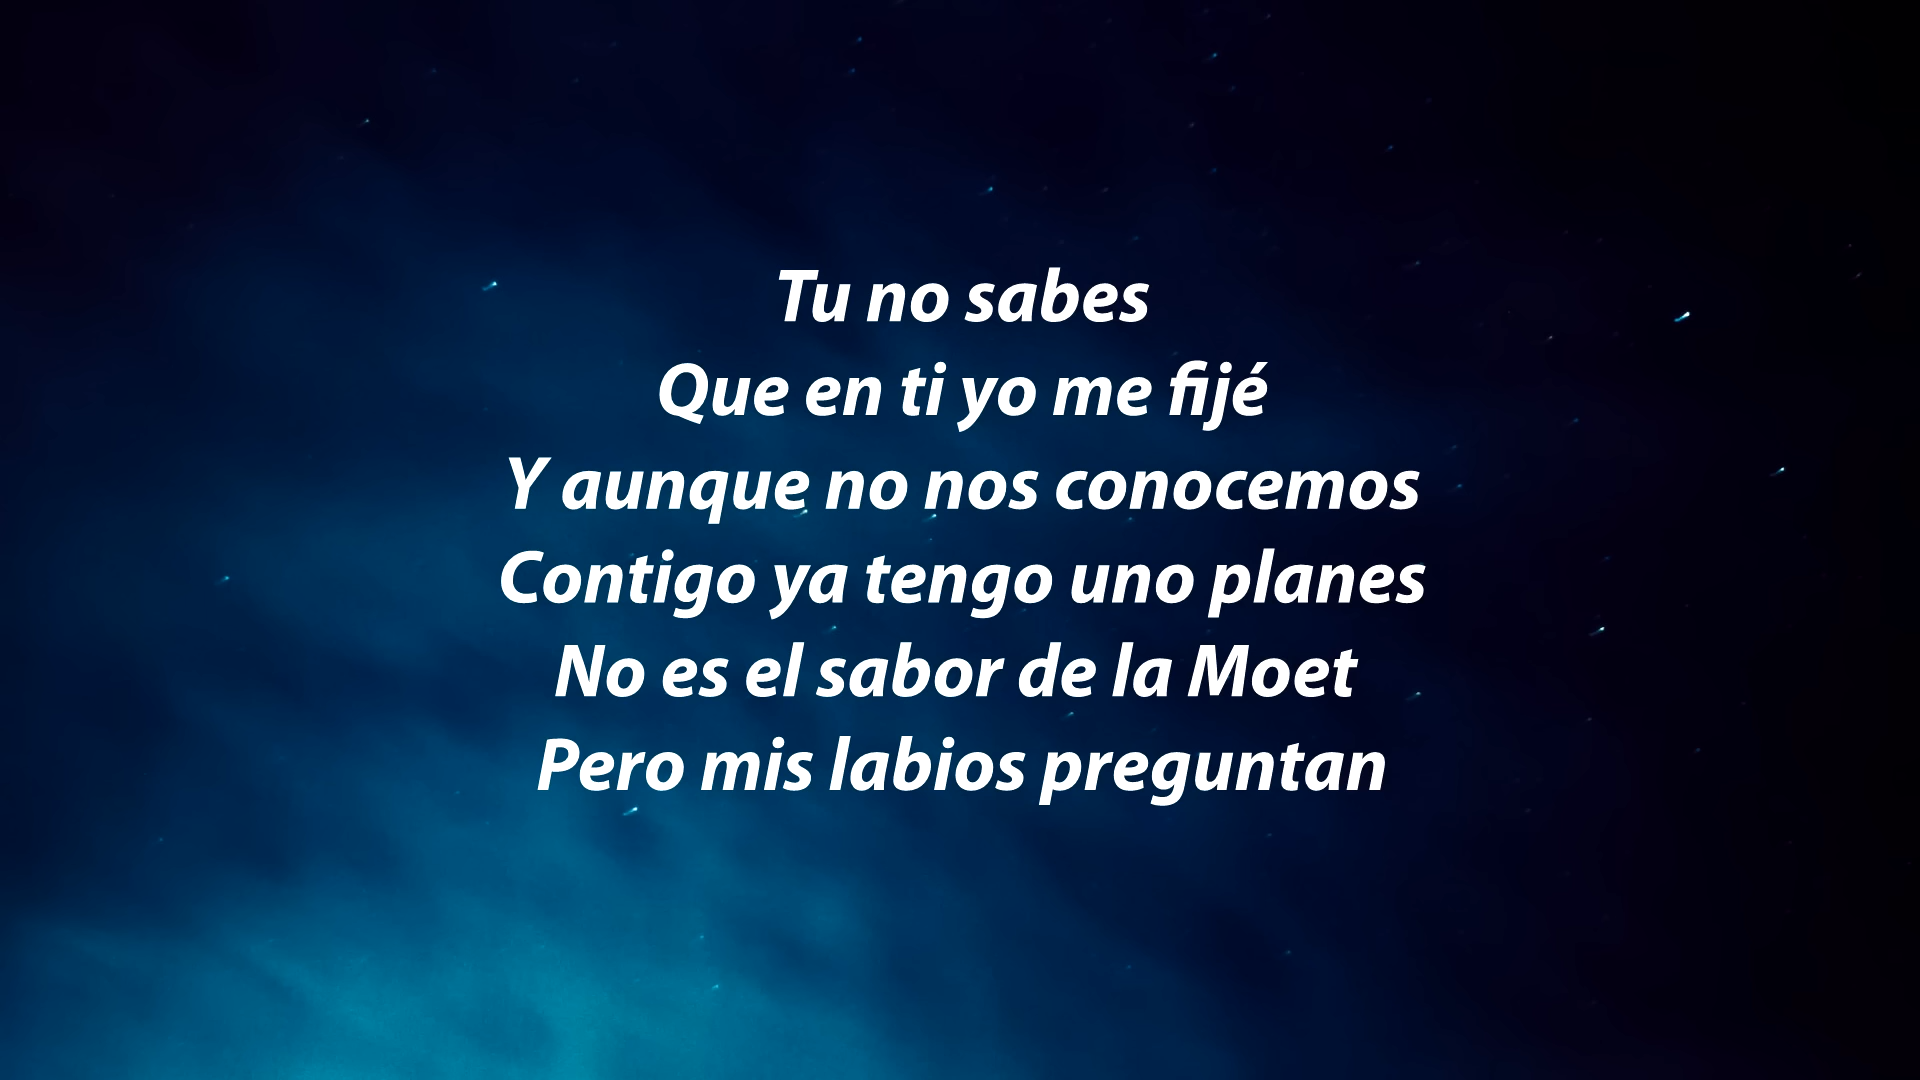 Tu no sabes
Que en ti yo me fijé
Y aunque no nos conocemos
Contigo ya tengo uno planes
No es el sabor de la Moet
Pero mis labios preguntan